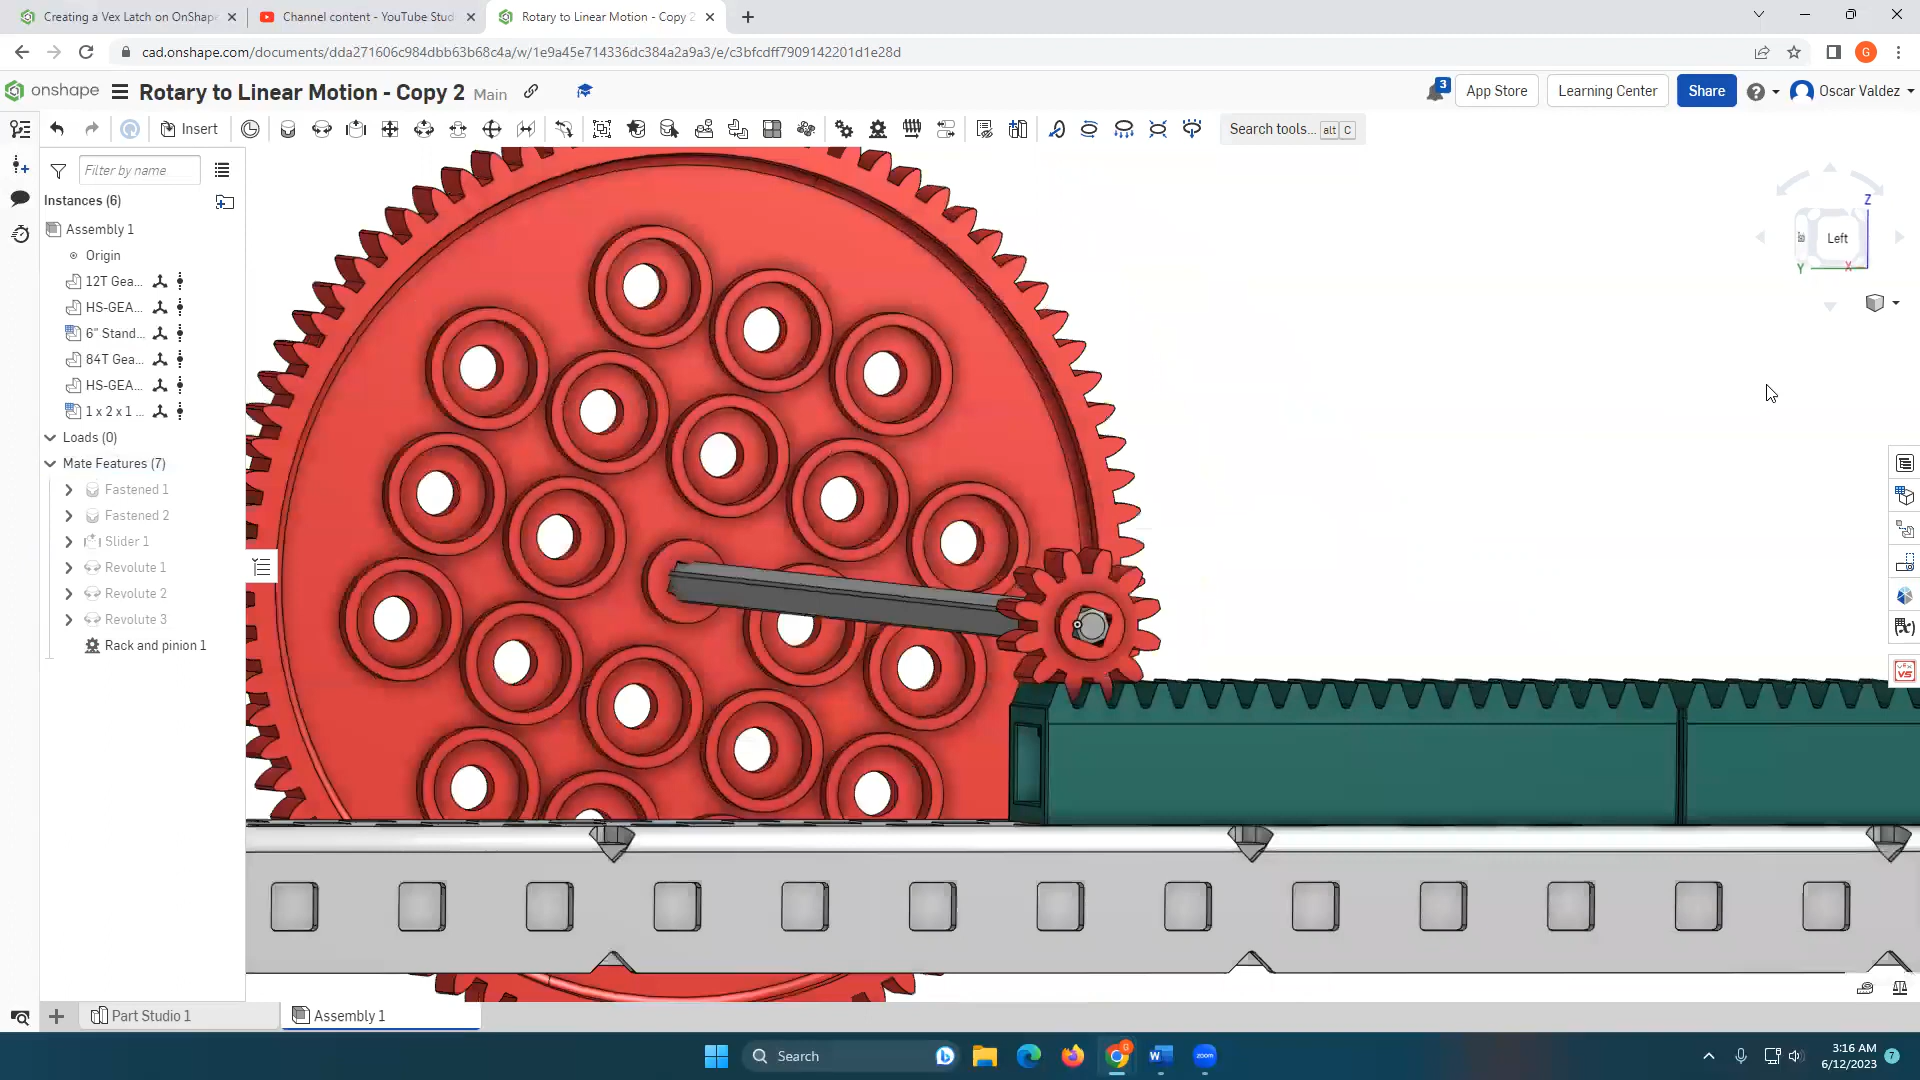 Creating a Vex Latch on OnShap
Channel content - YouTube Stud
Rotary to Linear Motion - Copy 2
cad.onshape.com/documents/dda271606c984dbb63b68c4a/w/1e9a45e714336dc384a2a9a3/e/c3bfcdff7909142201d1e28d
G
onshape
Rotary to Linear Motion - Copy 2 Main
3
App Store
Learning Center
Share
Oscar Valdez
Insert
Search tools... alt C
Filter by name
Instances (6)
Assembly 1
Origin
12T Gea...
HS-GEA...
6" Stand...
84T Gea...
HS-GEA...
1 x 2 x 1 ...
Loads (0)
Mate Features (7)
Fastened 1
Fastened 2
Slider 1
Revolute 1
Revolute 2
Revolute 3
Rack and pinion 1
Z
Left
Y
X
Part Studio 1
Assembly 1
Search
zoom
3:16 AM
6/12/2023
7